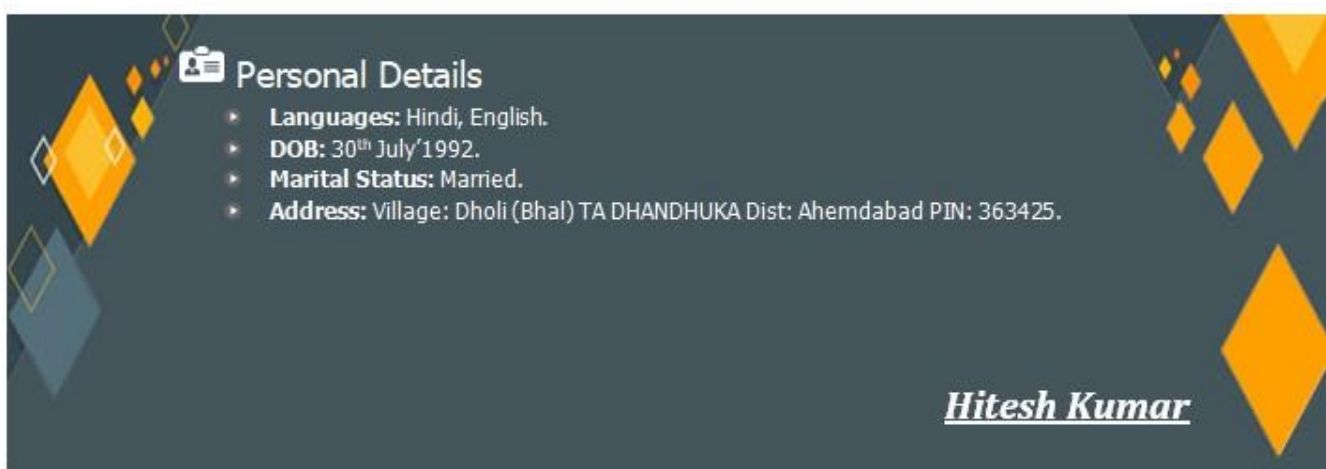 Personal Details
Languages: Hindi, English.
DOB: 30th July'1992.
Marital Status: Married.
Address: Village: Dholi (Bhal) TA DHANDHUKA Dist: Ahemdabad PIN: 363425.
Hitesh Kumar